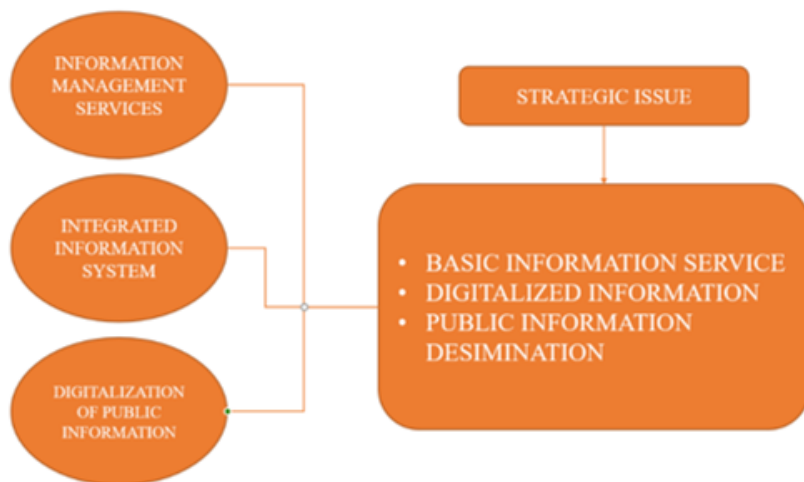 INFORMATION
MANAGEMENT
SERVICES
STRATEGIC ISSUE
INTEGRATED
INFORMATION
SYSTEM
• BASIC INFORMATION SERVICE
• DIGITALIZED INFORMATION
• PUBLIC INFORMATION
DESIMINATION
DIGITALIZATION
OF PUBLIC
INFORMATION